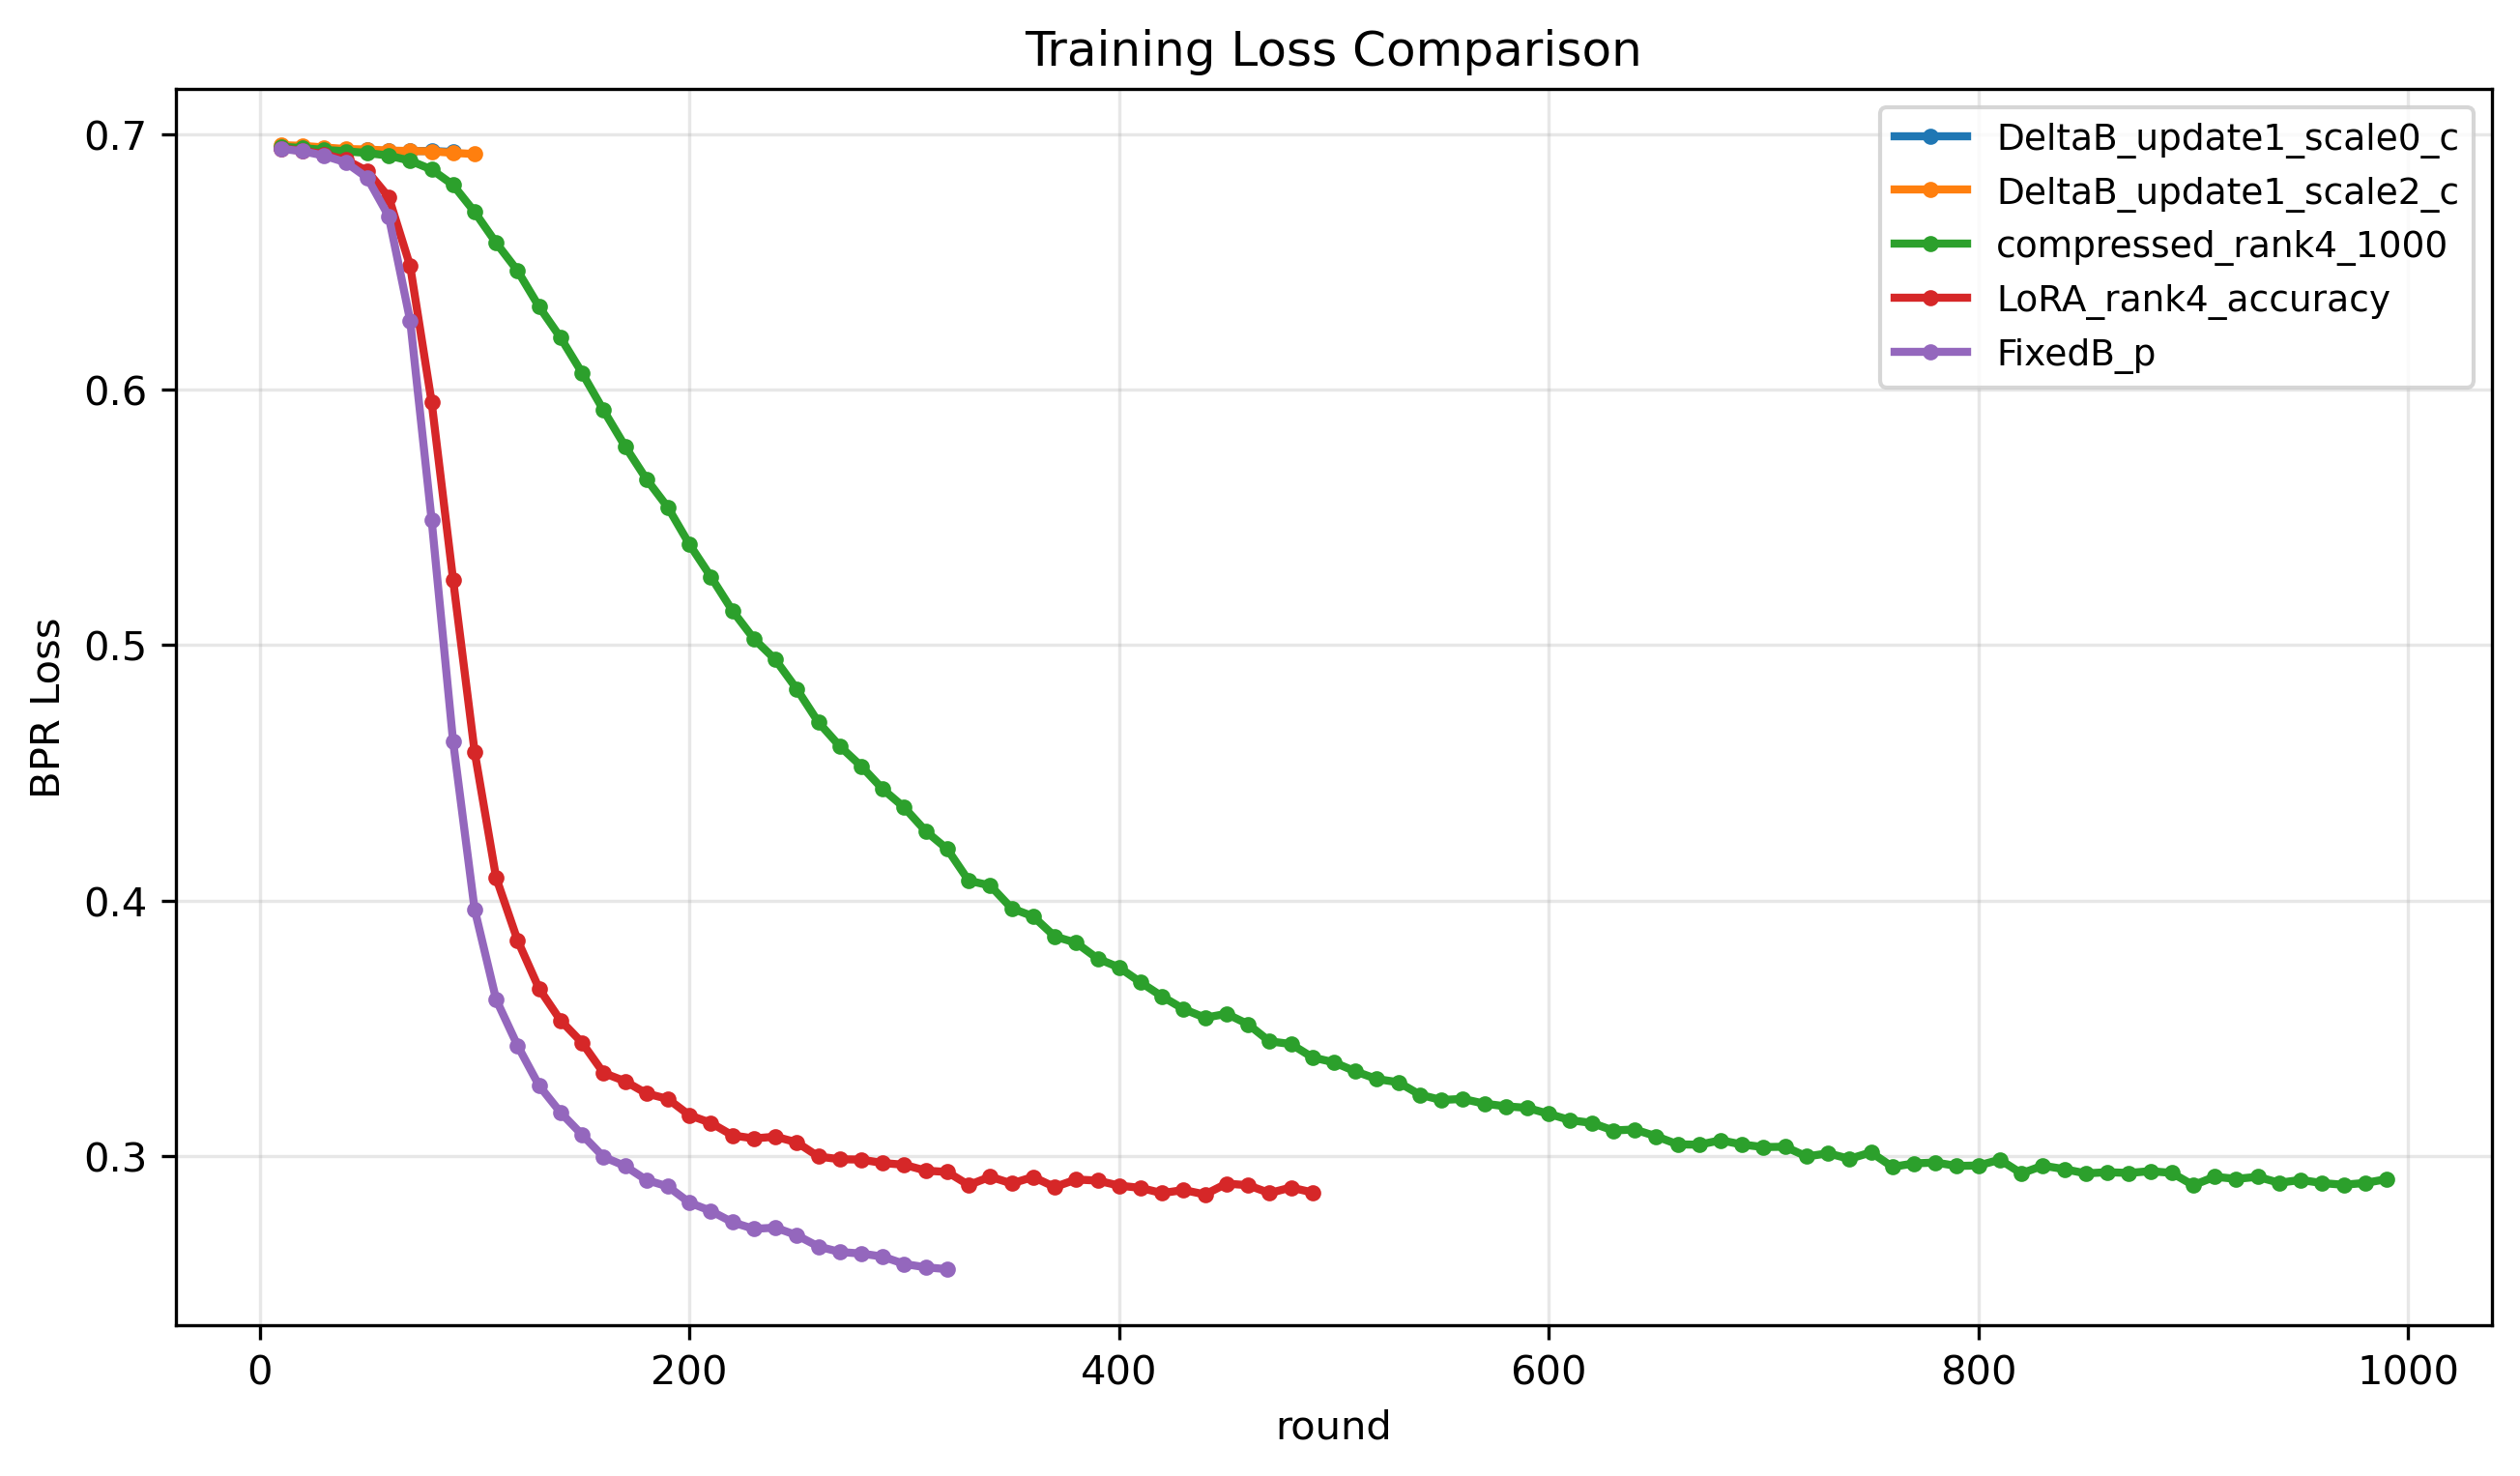 Training Loss Comparison
DeltaB_update1_scale0_c
DeltaB_update1_scale2_c
compressed_rank4_1000
LoRA_rank4_accuracy
FixedB_p
BPR Loss
0.7
0.6
0.5
0.4
0.3
0 200 400 600 800 1000
round